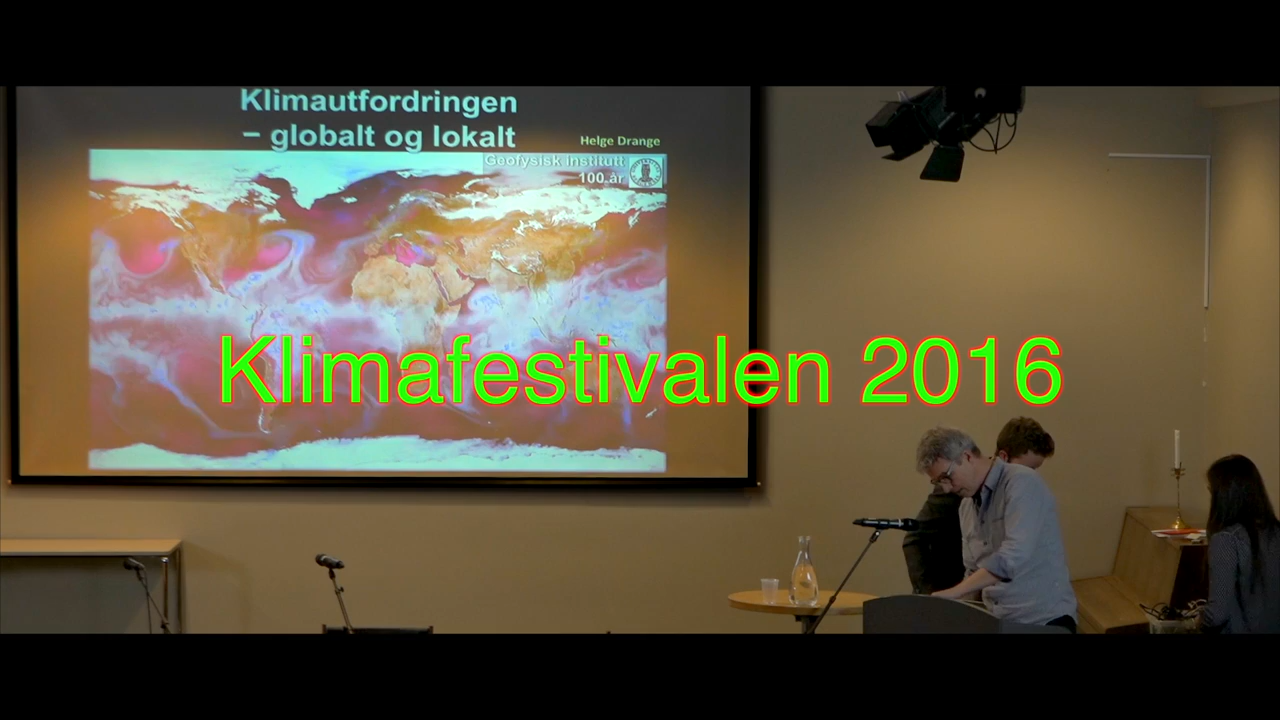 Klimautfordringen
– globalt og lokalt
Helge Drange
Geofysisk institutt
100 år
Klimafestivalen 2016